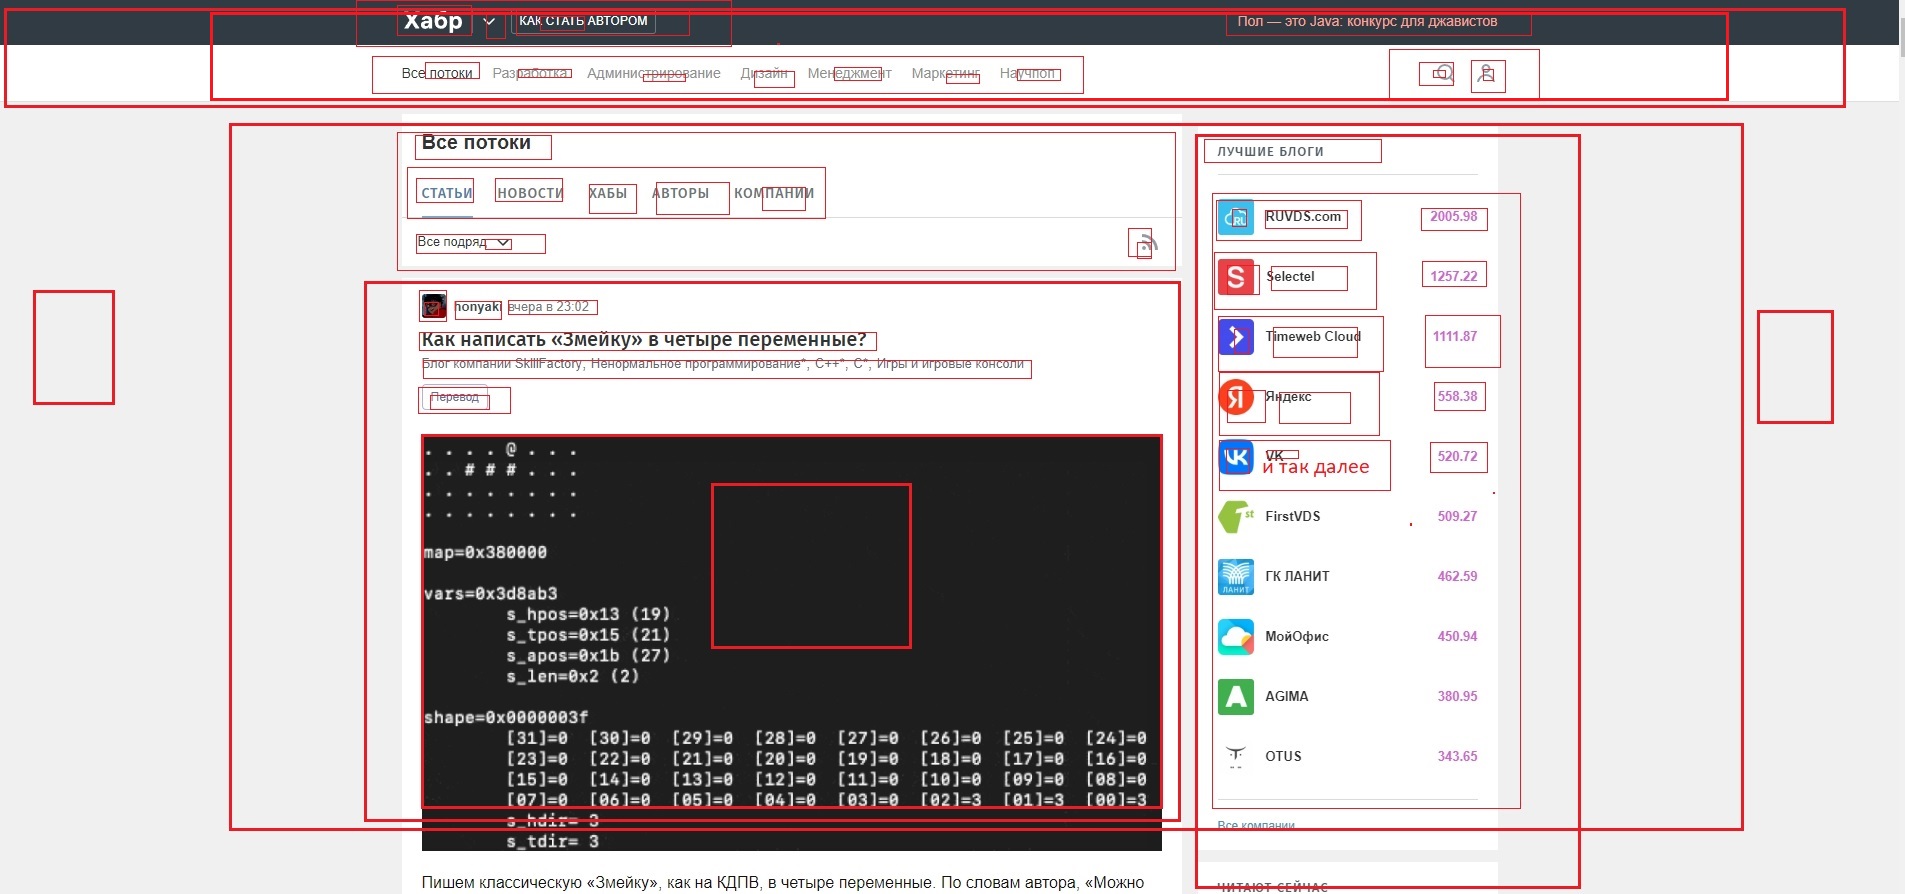 Хабр
КАК СТАТЬ АВТОРОМ
Пол — это Java: конкурс для джавистов
Все потоки Разработка Администрирование Дизайн Менеджмент Маркетинг Научпоп
Все потоки
СТАТЬИ НОВОСТИ ХАБЫ АВТОРЫ КОМПАНИИ
Все подряд
honyaki вчера в 23:02
Как написать «Змейку» в четыре переменные?
Блог компании SkillFactory, Ненормальное программирование*, C++*, C*, Игры и игровые консоли
Перевод
. . . . @ . . .
. . # # # . . .
. . . . . . . .
. . . . . . . .
map=0x380000
vars=0x3d8ab3
s_hpos=0x13 (19)
s_tpos=0x15 (21)
s_apos=0x1b (27)
s_len=0x2 (2)
shape=0x0000003f
[31]=0 [30]=0 [29]=0 [28]=0 [27]=0 [26]=0 [25]=0 [24]=0
[23]=0 [22]=0 [21]=0 [20]=0 [19]=0 [18]=0 [17]=0 [16]=0
[15]=0 [14]=0 [13]=0 [12]=0 [11]=0 [10]=0 [09]=0 [08]=0
[07]=0 [06]=0 [05]=0 [04]=0 [03]=0 [02]=3 [01]=3 [00]=3
s_hdir= 3
s_tdir= 3
Пишем классическую «Змейку», как на КДПВ, в четыре переменные. По словам автора, «Можно
ЛУЧШИЕ БЛОГИ
RU RUVDS.com 2005.98
S Selectel 1257.22
Timeweb Cloud 1111.87
Я Яндекс 558.38
VK 520.72
и так далее
1st FirstVDS 509.27
ЛАНИТ ГК ЛАНИТ 462.59
МойОфис 450.94
A AGIMA 380.95
OTUS 343.65
Все компании
ЧИТАЮТ СЕЙЧАС